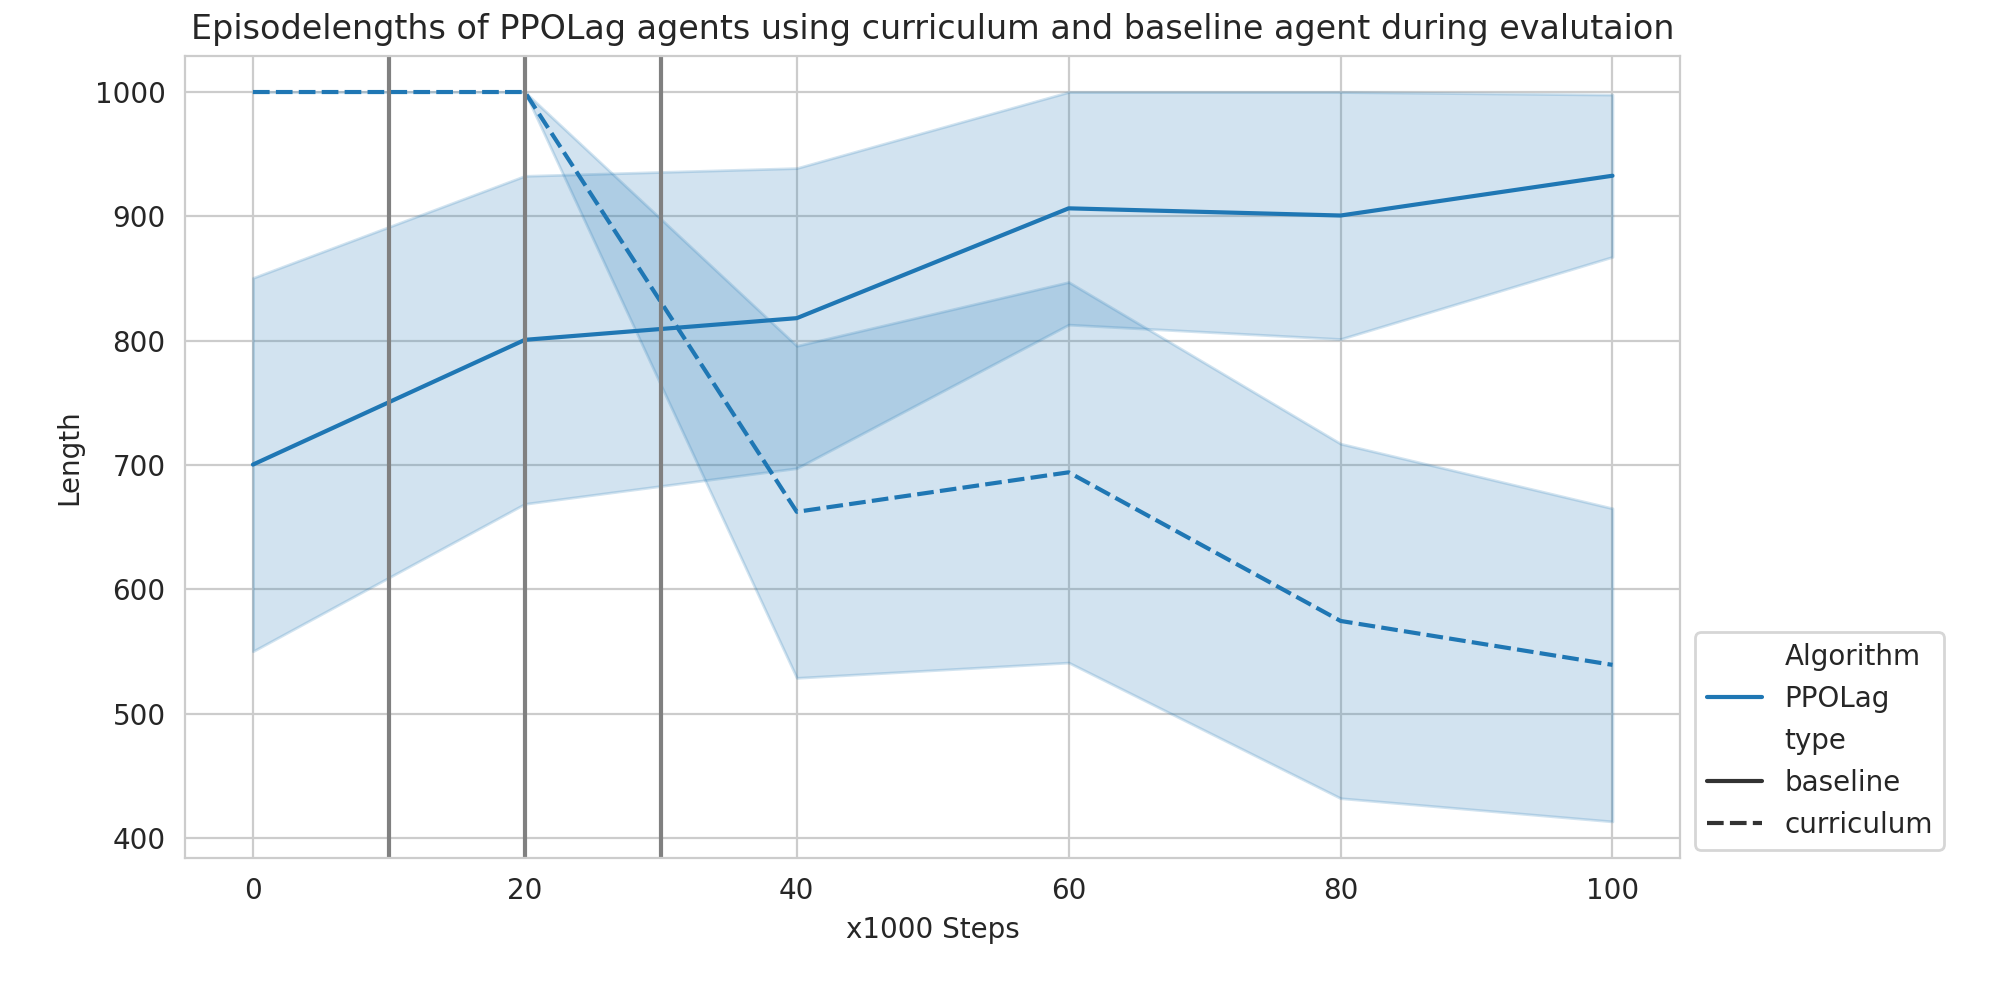 Episodelengths of PPOLag agents using curriculum and baseline agent during evalutaion
1000
900
800
700
600
500
400
Length
0 20 40 60 80 100
x1000 Steps
Algorithm
PPOLag
type
baseline
curriculum